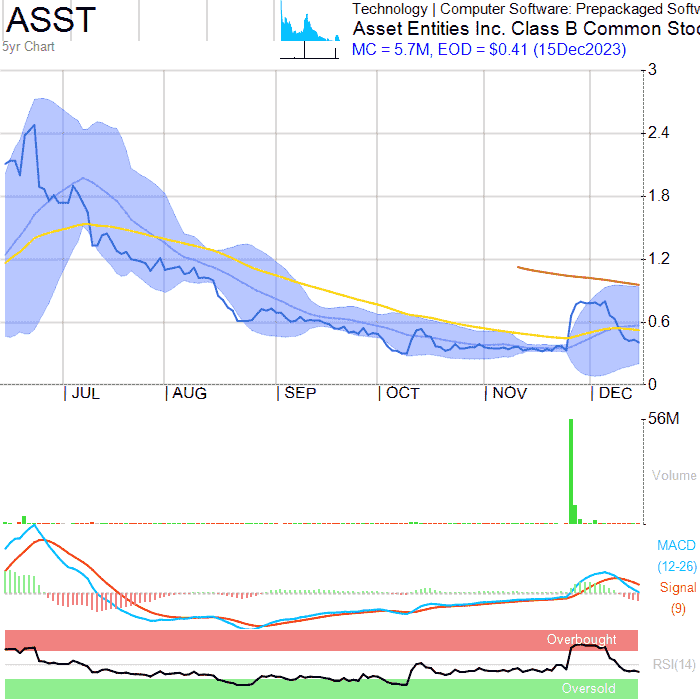 ASST
5yr Chart
Technology | Computer Software: Prepackaged Softw
Asset Entities Inc. Class B Common Stoc
MC = 5.7M, EOD = $0.41 (15Dec2023)
3
2.4
1.8
1.2
0.6
0
JUL AUG SEP OCT NOV DEC
56M
Volume
MACD
(12-26)
Signal
(9)
Overbought
RSI(14)
Oversold